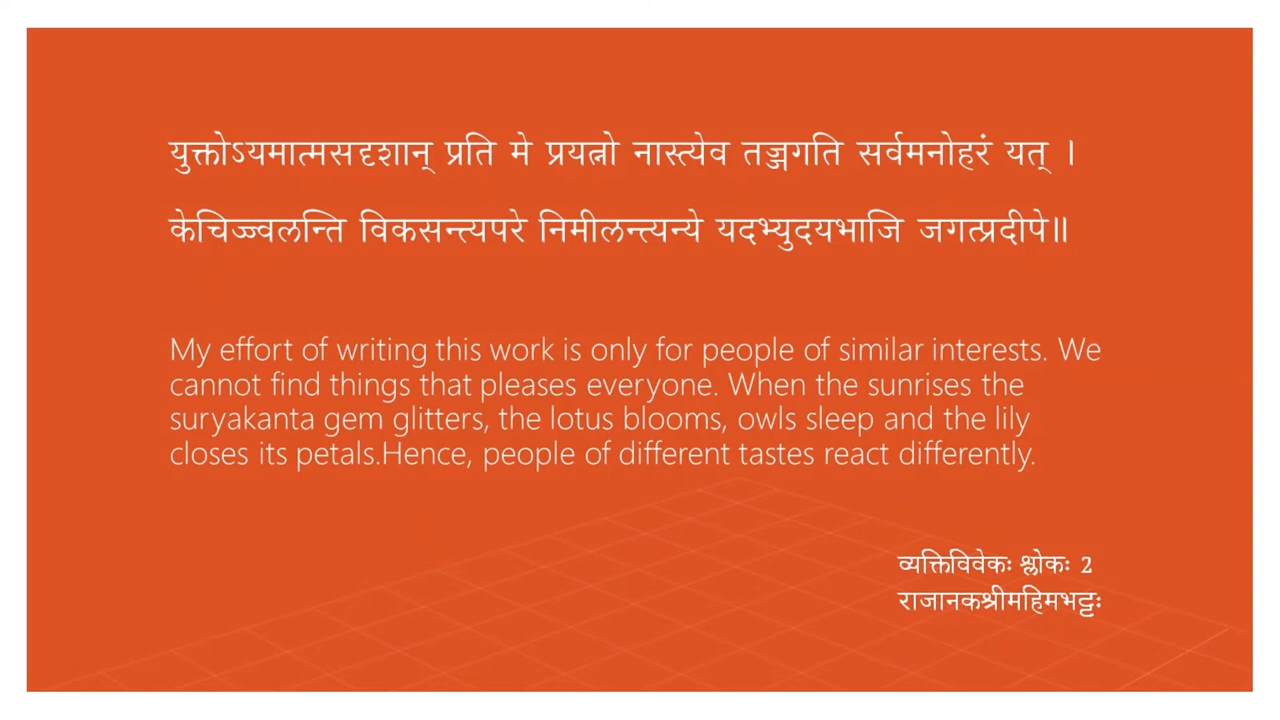 युक्तोऽयमात्मसदृशान् प्रति मे प्रयत्नो नास्त्येव तज्जगति सर्वमनोहरं यत् ।
केचिज्ज्वलन्ति विकसन्त्यपरे निमीलन्त्यन्ये यदभ्युदयभाजि जगत्प्रदीपे॥
My effort of writing this work is only for people of similar interests. We
cannot find things that pleases everyone. When the sunrises the
suryakanta gem glitters, the lotus blooms, owls sleep and the lily
closes its petals.Hence, people of different tastes react differently.
व्यक्तिविवेकः श्लोकः 2
राजानकश्रीमहिमभट्टः